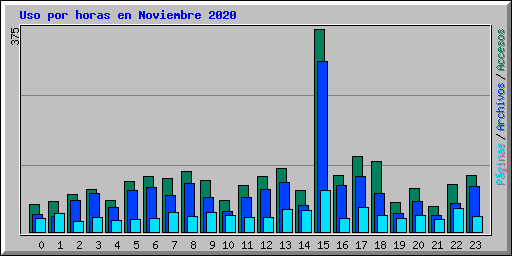 Uso por horas en Noviembre 2020
375
Páginas / Archivos / Accesos
0 1 2 3 4 5 6 7 8 9 10 11 12 13 14 15 16 17 18 19 20 21 22 23